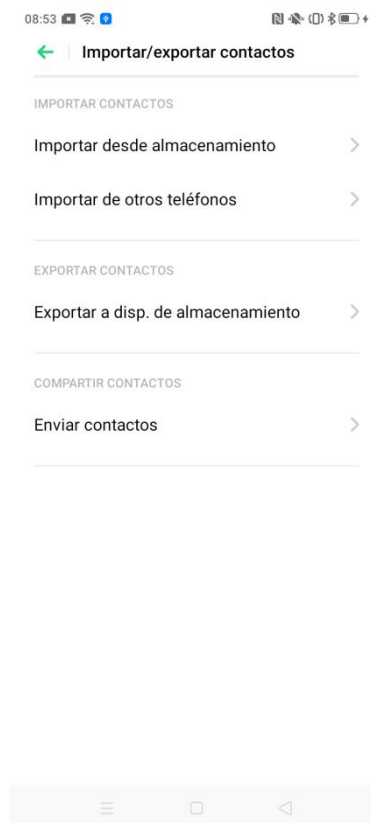 08:53
Importar/exportar contactos
IMPORTAR CONTACTOS
Importar desde almacenamiento
Importar de otros teléfonos
EXPORTAR CONTACTOS
Exportar a disp. de almacenamiento
COMPARTIR CONTACTOS
Enviar contactos